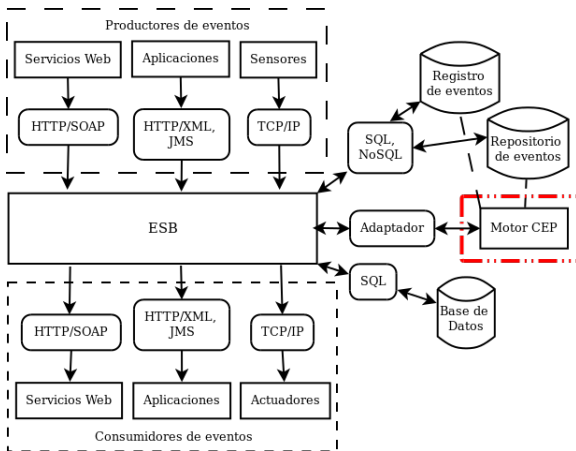 Productores de eventos
Servicios Web
Aplicaciones
Sensores
HTTP/SOAP
HTTP/XML,
JMS
TCP/IP
Registro
de eventos
SQL,
NoSQL
Repositorio
de eventos
ESB
Adaptador
Motor CEP
SQL
Base de
Datos
HTTP/SOAP
HTTP/XML,
JMS
TCP/IP
Servicios Web
Aplicaciones
Actuadores
Consumidores de eventos